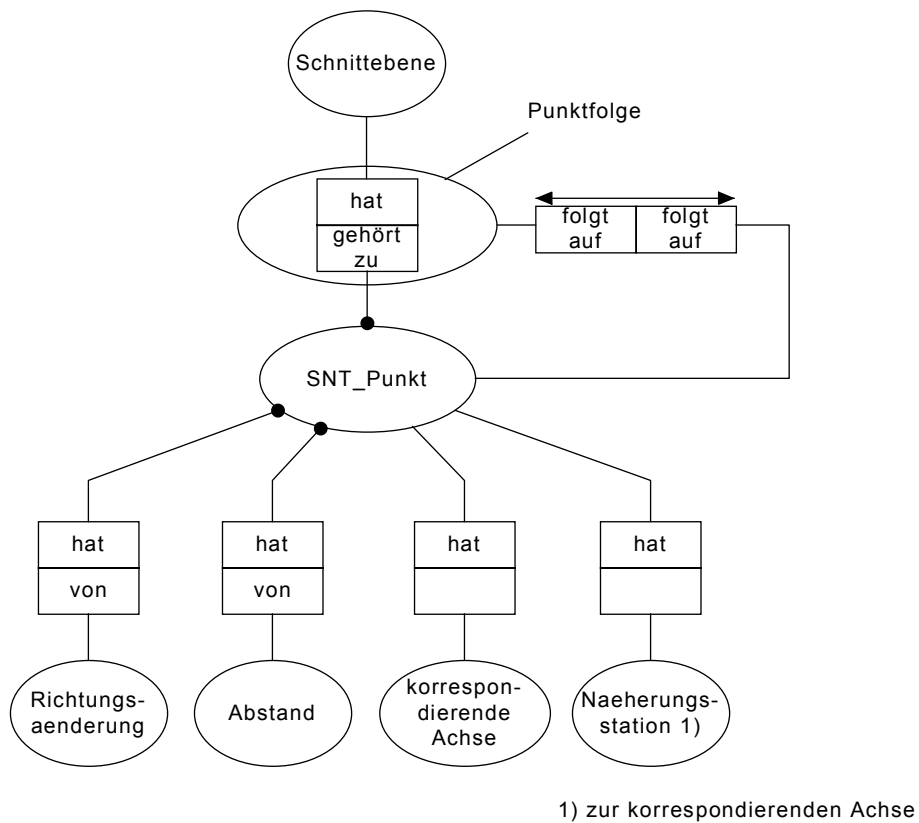 Schnittebene
Punktfolge
hat
gehört
zu
folgt
auf
folgt
auf
SNT_Punkt
hat
von
hat
von
hat
hat
Richtungs-
aenderung
Abstand
korrespon-
dierende
Achse
Naeherungs-
station 1)
1) zur korrespondierenden Achse